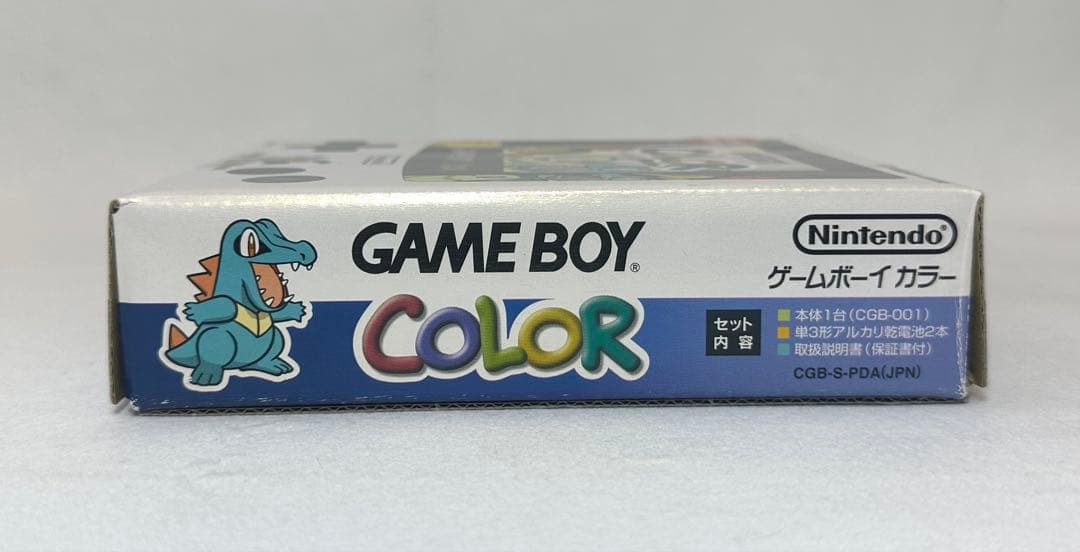 GAME BOY®
COLOR
Nintendo®
ゲームボーイ カラー
セット
内容
本体1台(CGB-001)
単3形アルカリ乾電池2本
取扱説明書(保証書付)
CGB-S-PDA(JPN)